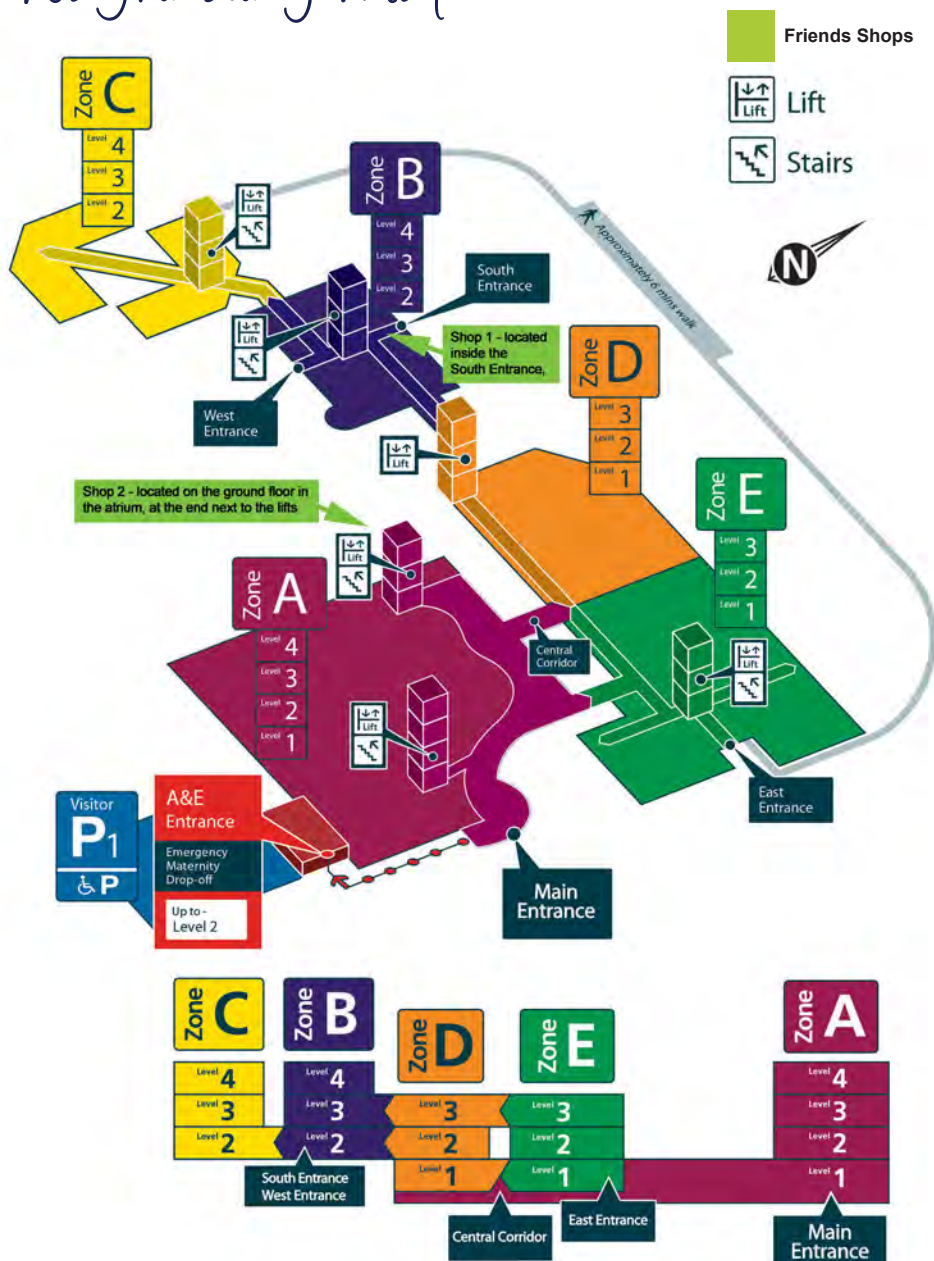 Friends Shops
Lift
Lift
Stairs
Zone C
Level 4
Level 3
Level 2
Lift
Zone B
Level 4
Level 3
Level 2
South
Entrance
Approximately 6 mins walk
N
Lift
Shop 1 - located
inside the
South Entrance,
West
Entrance
Zone D
Level 3
Level 2
Level 1
Lift
Zone E
Level 3
Level 2
Level 1
Shop 2 - located on the ground floor in
the atrium, at the end next to the lifts
Lift
Zone A
Level 4
Level 3
Level 2
Level 1
Central
Corridor
Lift
Lift
East
Entrance
Visitor
P1
P
A&E
Entrance
Emergency
Maternity
Drop-off
Up to -
Level 2
Main
Entrance
Zone C
Zone B
Zone D
Zone E
Zone A
Level 4
Level 4
Level 4
Level 3
Level 3
Level 3
Level 3
Level 3
Level 2
Level 2
Level 2
Level 2
Level 2
Level 1
Level 1
Level 1
South Entrance
West Entrance
Central Corridor
East Entrance
Main
Entrance